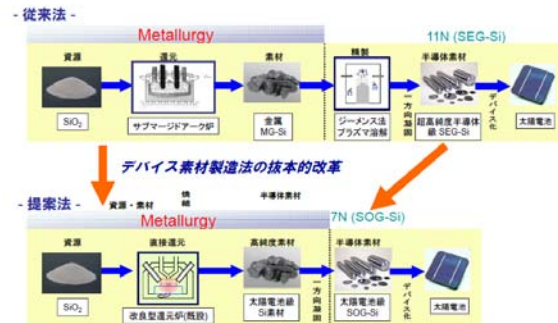 - 従来法 -
Metallurgy
11N (SEG-Si)
資源
還元
素材
精製
半導体素材
SiO2
サブマージドアーク炉
金属
MG-Si
ジーメンス法
プラズマ溶解
一方向凝固
超高純度半導体
級 SEG-Si
デバイス化
太陽電池
デバイス素材製造法の抜本的改革
- 提案法 -
資源・素材
半導体素材
Metallurgy
7N (SOG-Si)
資源
直接還元
高純度素材
半導体素材
SiO2
改良型還元炉(既設)
太陽電池級
Si素材
一方向凝固
太陽電池級
SOG-Si
デバイス化
太陽電池